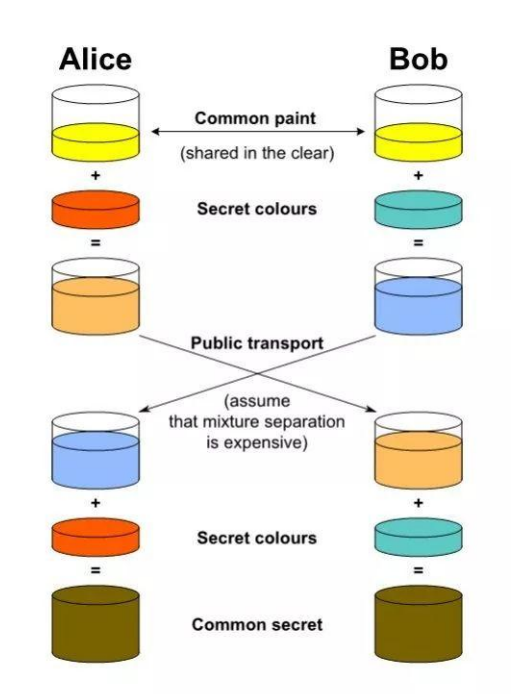 Alice
Bob
Common paint
(shared in the clear)
+
+
Secret colours
=
=
Public transport
(assume
that mixture separation
is expensive)
+
+
Secret colours
=
=
Common secret